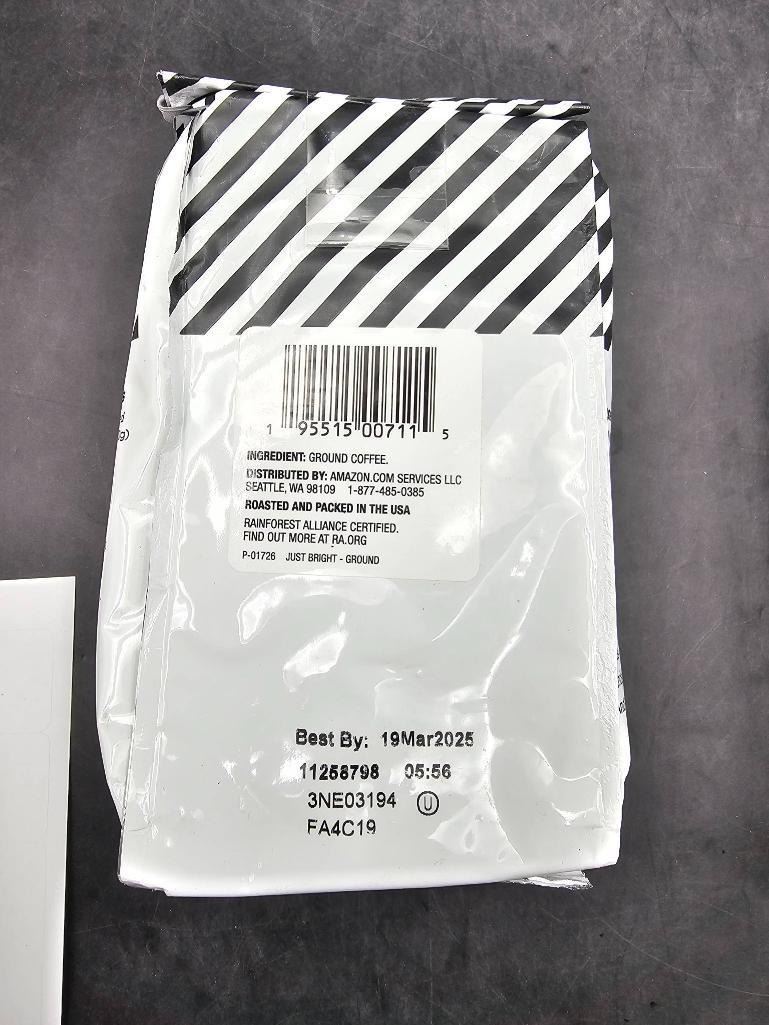 1 95515 00711 5
INGREDIENT: GROUND COFFEE.
DISTRIBUTED BY: AMAZON.COM SERVICES LLC
SEATTLE, WA 98109 1-877-485-0385
ROASTED AND PACKED IN THE USA
RAINFOREST ALLIANCE CERTIFIED.
FIND OUT MORE AT RA.ORG
P-01726 JUST BRIGHT - GROUND
Best By: 19Mar2025
11258798 05:56
3NE03194 U
FA4C19